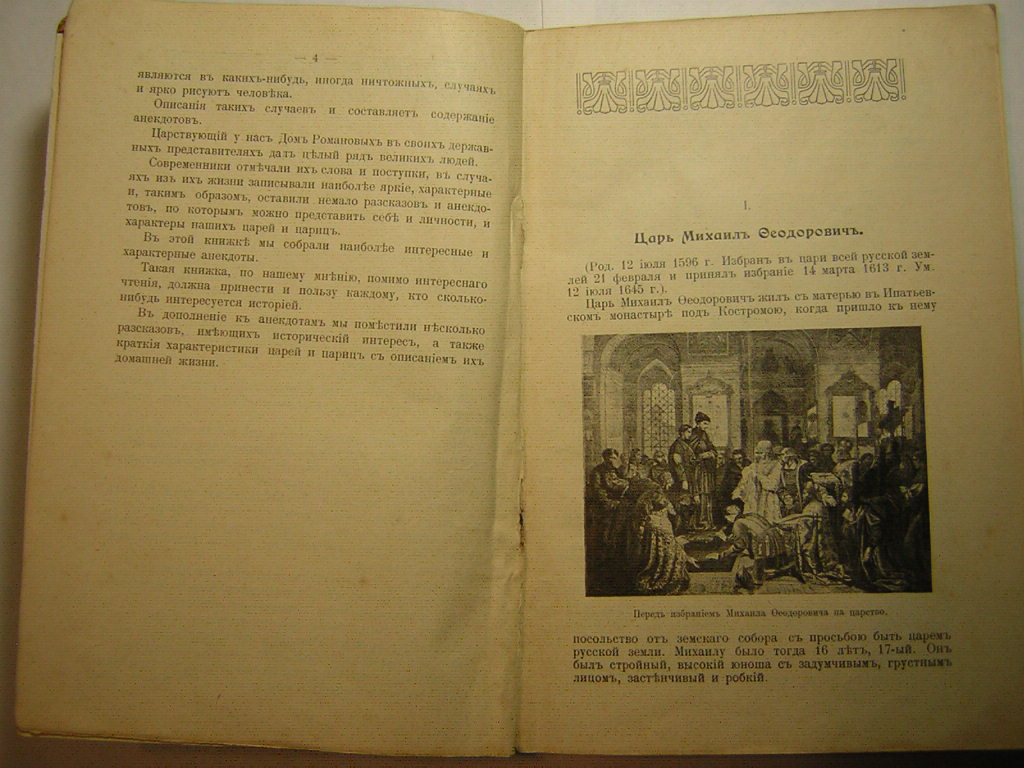 — 4 —
являются въ какихъ-нибудь, иногда ничтожныхъ, случаяхъ
и ярко рисуютъ человѣка.
Описанія такихъ случаевъ и составляетъ содержаніе
анекдотовъ.
Царствующій у насъ Домъ Романовыхъ въ своихъ держав-
ныхъ представителяхъ далъ цѣлый рядъ великихъ людей.
Современники отмѣчали ихъ слова и поступки, въ случа-
яхъ изъ ихъ жизни записывали наиболѣе яркіе, характерные
и, такимъ образомъ, оставили немало разсказовъ и анекдо-
товъ, по которымъ можно представить себѣ и личности, и
характеры нашихъ царей и царицъ.
Въ этой книжкѣ мы собрали наиболѣе интересные и
характерные анекдоты.
Такая книжка, по нашему мнѣнію, помимо интереснаго
чтенія, должна принести и пользу каждому, кто сколько-
нибудь интересуется исторіей.
Въ дополненіе къ анекдотамъ мы помѣстили нѣсколько
разсказовъ, имѣющихъ историческій интересъ, а также
краткія характеристики царей и царицъ съ описаніемъ ихъ
домашней жизни.
I.
Царь Михаилъ Ѳеодоровичъ.
(Род. 12 іюля 1596 г. Избранъ въ цари всей русской зем-
лей 21 февраля и принялъ избраніе 14 марта 1613 г. Ум.
12 іюля 1645 г.).
Царь Михаилъ Ѳеодоровичъ жилъ съ матерью въ Ипатьев-
скомъ монастырѣ подъ Костромою, когда пришло къ нему
Передъ избраніемъ Михаила Ѳеодоровича на царство.
посольство отъ земскаго собора съ просьбою быть царемъ
русской земли. Михаилу было тогда 16 лѣтъ, 17-ый. Онъ
былъ стройный, высокій юноша съ задумчивымъ, грустнымъ
лицомъ, застѣнчивый и робкій.